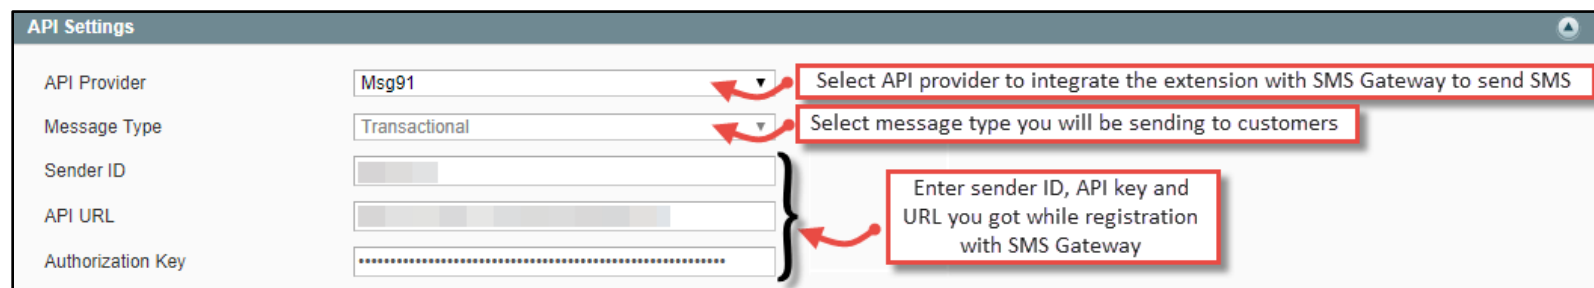 API Settings
API Provider
Msg91
Select API provider to integrate the extension with SMS Gateway to send SMS
Message Type
Transactional
Select message type you will be sending to customers
Sender ID
API URL
Authorization Key
Enter sender ID, API key and
URL you got while registration
with SMS Gateway